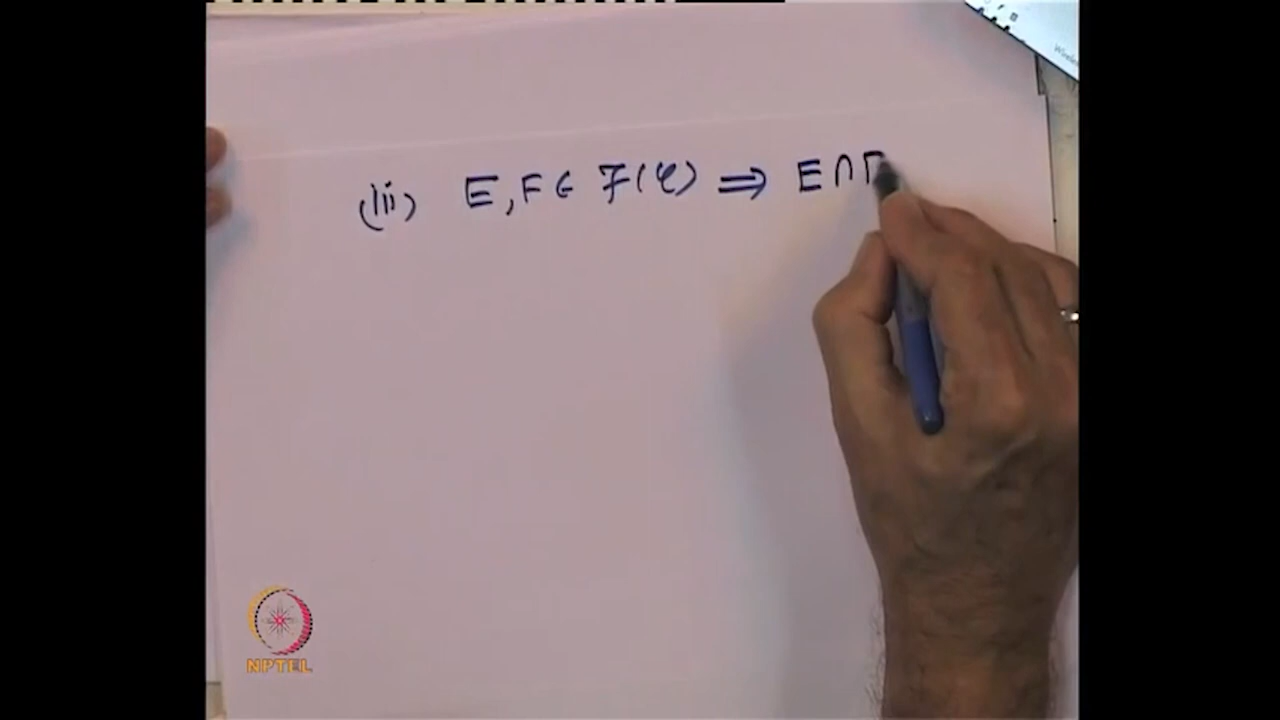 (iii) E, F ∈ ℱ(𝒞) ⇒ E ∩ F
NPTEL